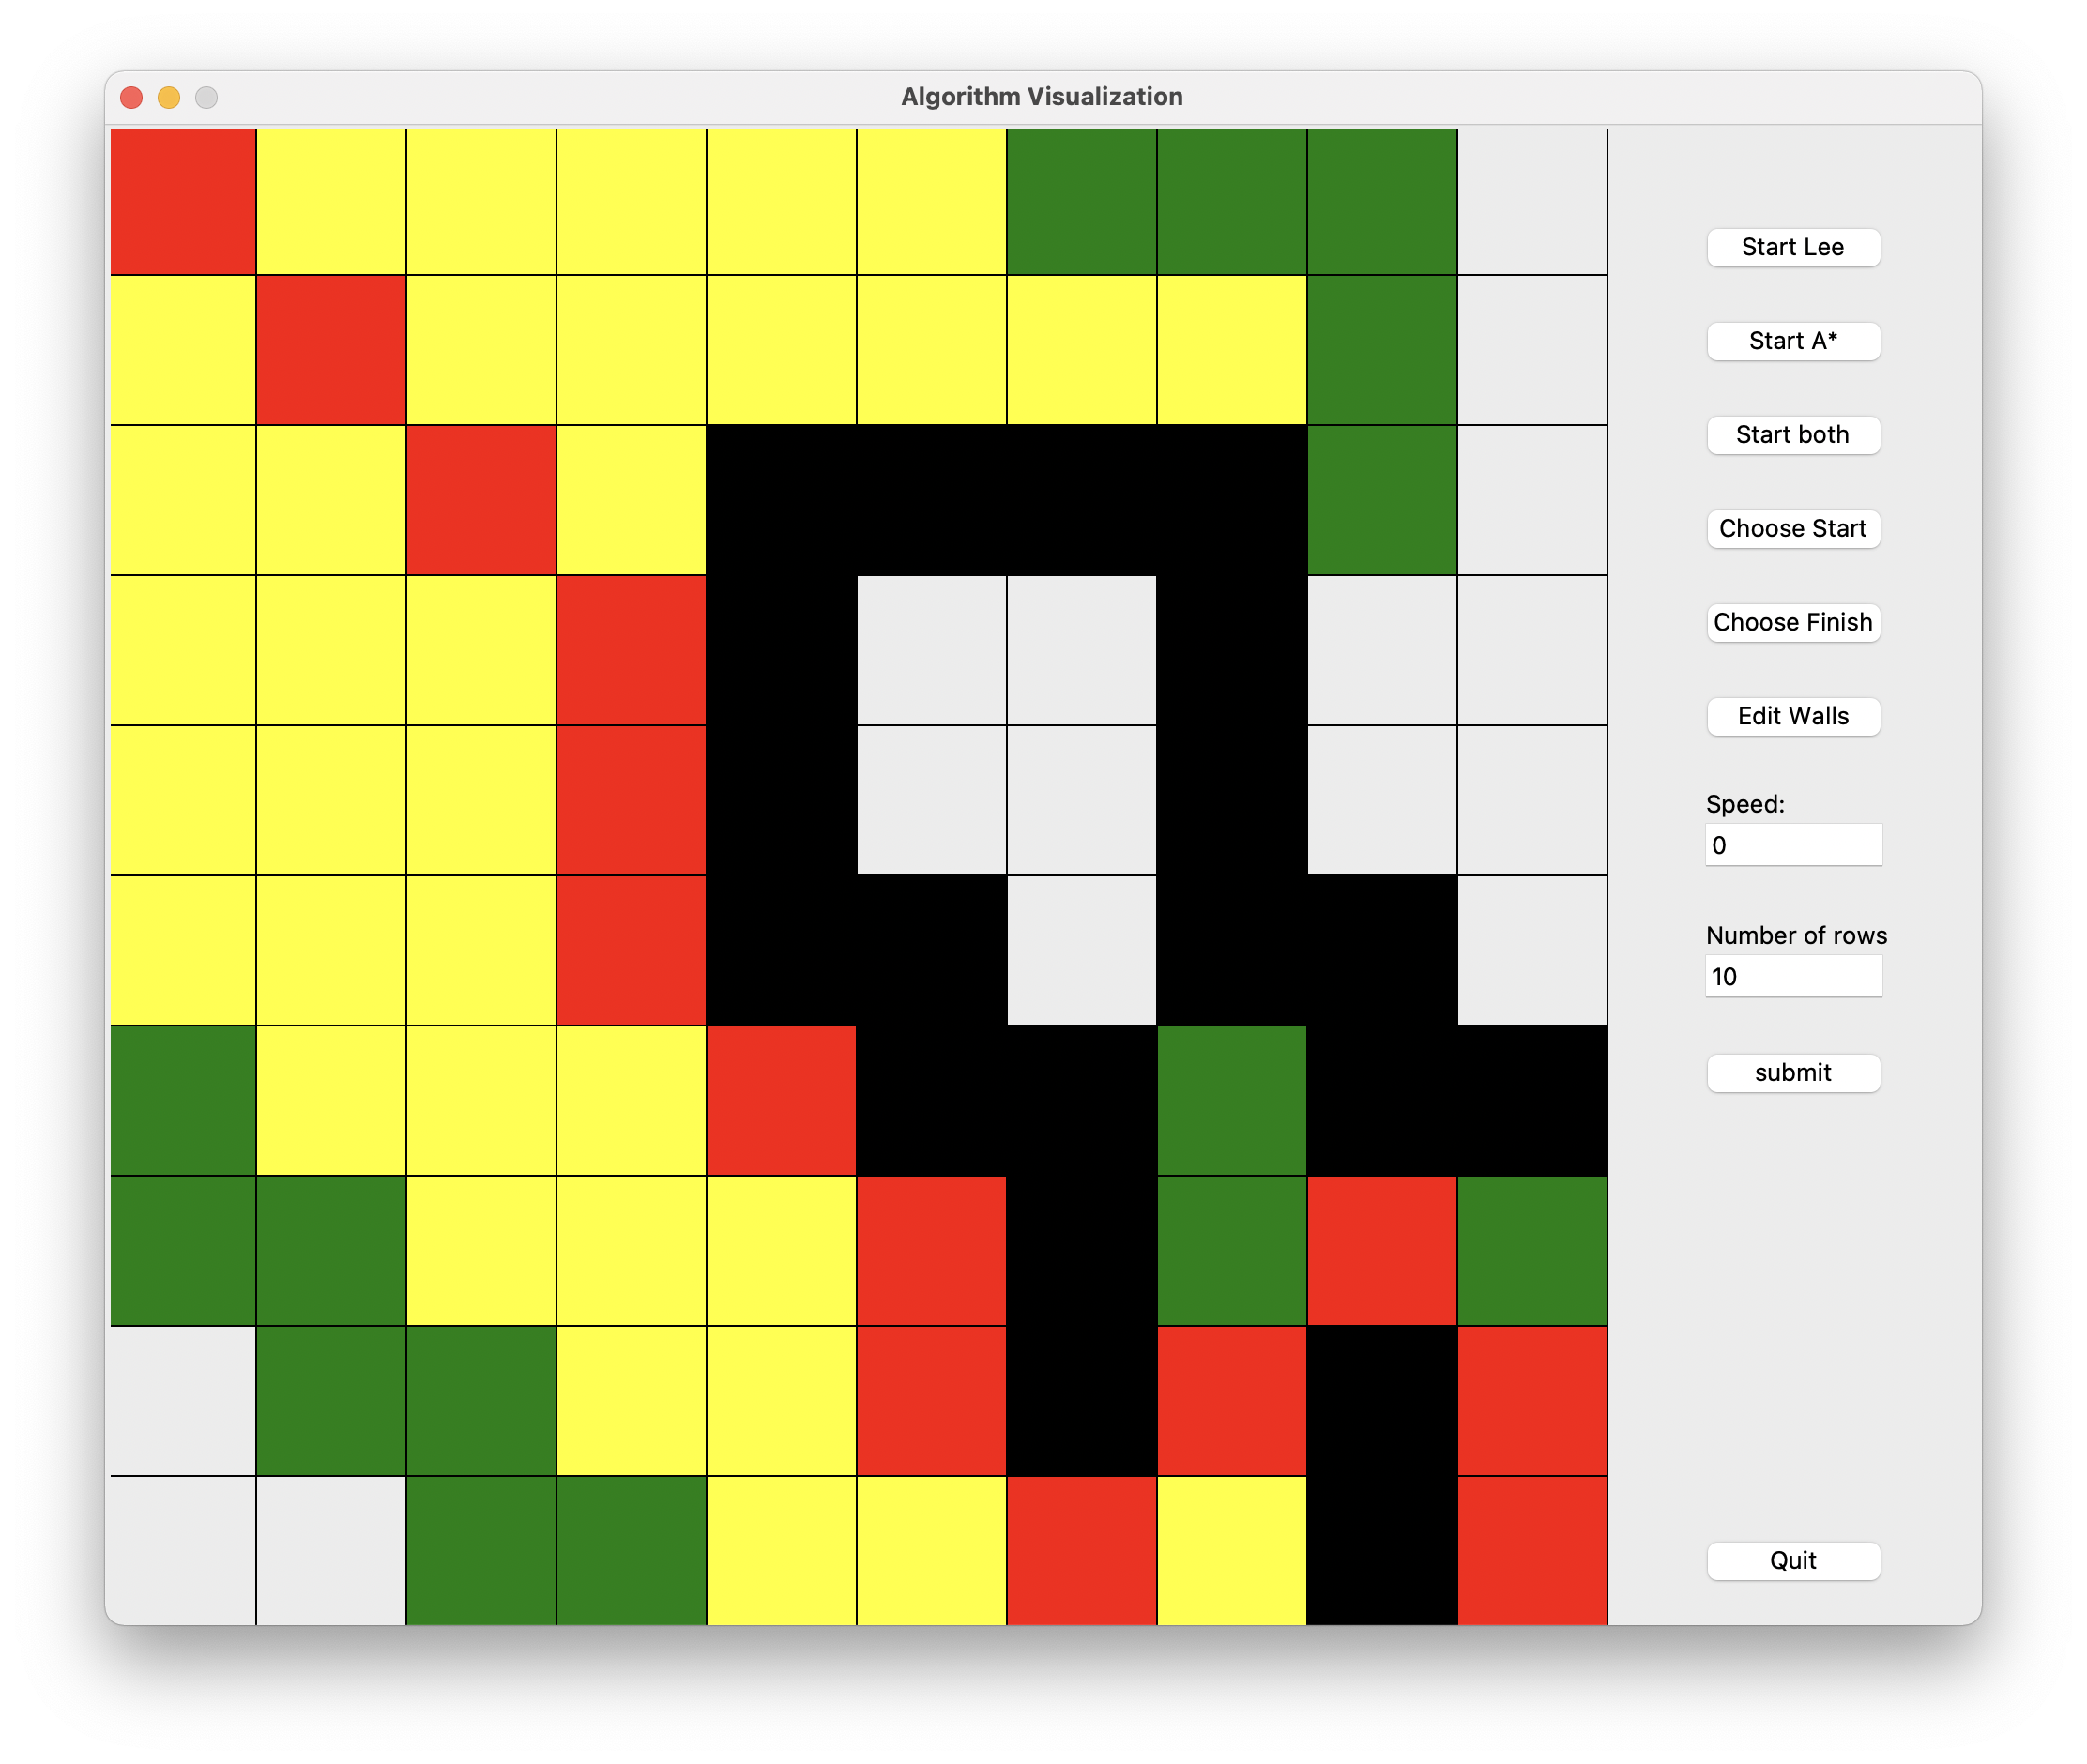 Algorithm Visualization
Start Lee
Start A*
Start both
Choose Start
Choose Finish
Edit Walls
Speed:
0
Number of rows
10
submit
Quit